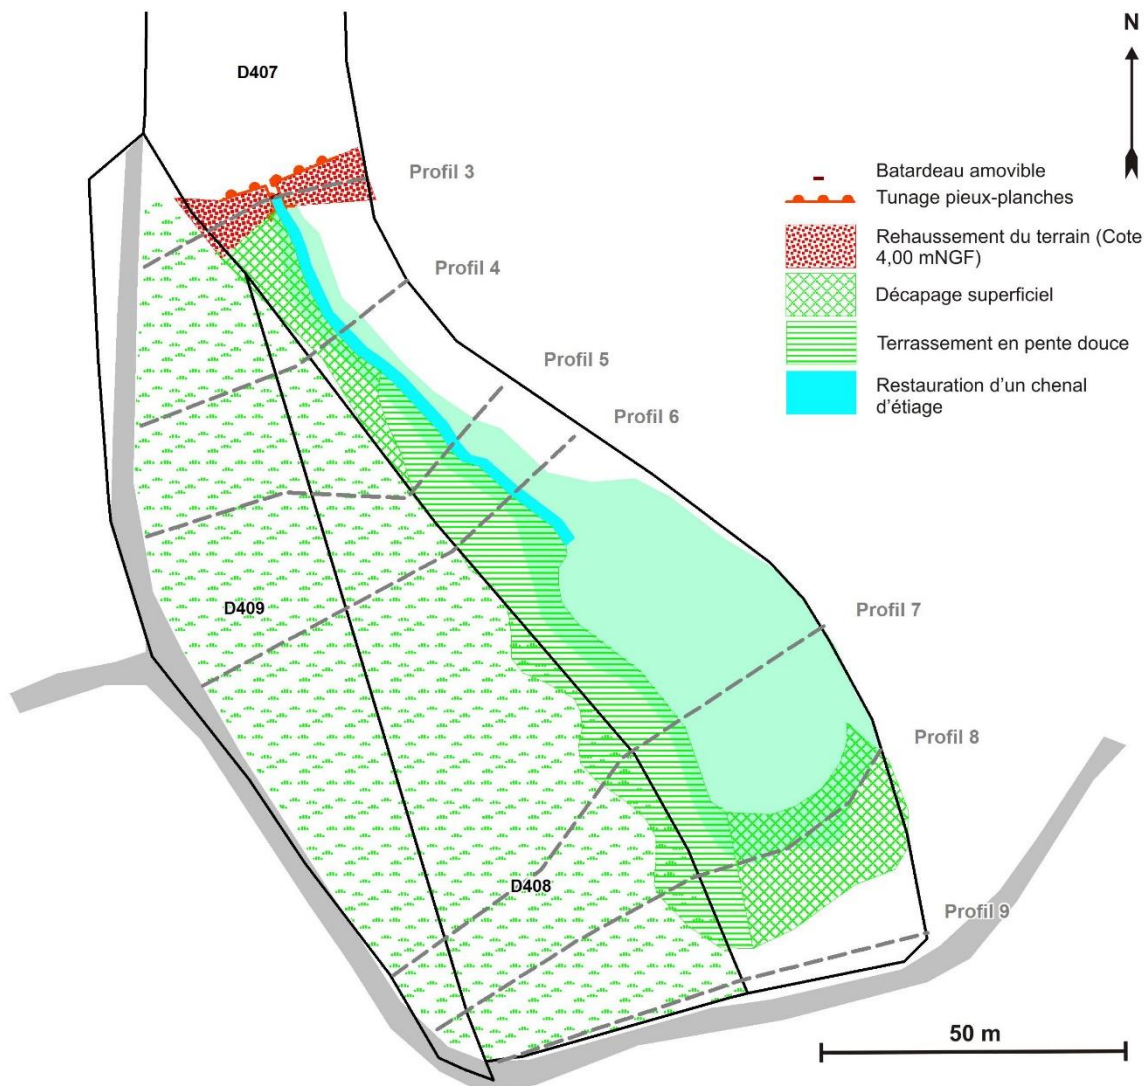 N
D407
Profil 3
Batardeau amovible
Tunage pieux-planches
Rehaussement du terrain (Cote
4,00 mNGF)
Profil 4
Décapage superficiel
Terrassement en pente douce
Profil 5
Restauration d'un chenal
d'étiage
Profil 6
D409
Profil 7
Profil 8
D408
Profil 9
50 m